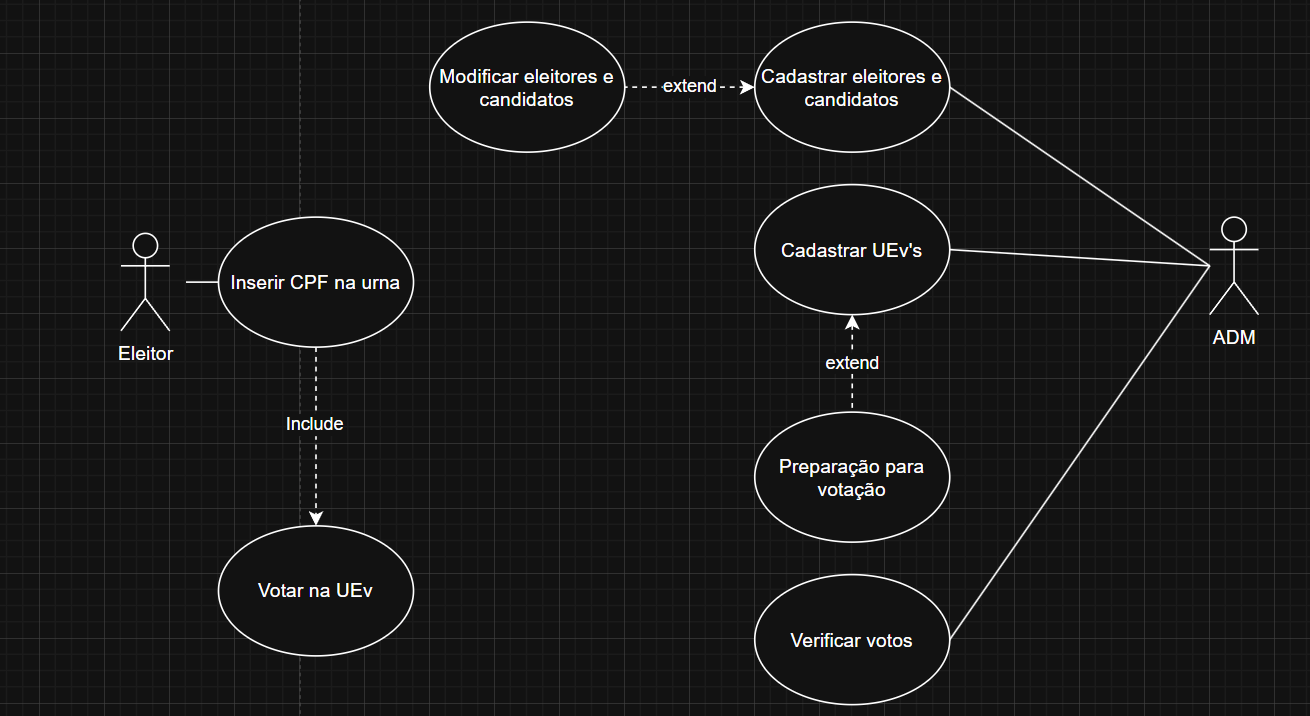 Modificar eleitores e
candidatos
extend
Cadastrar eleitores e
candidatos
Cadastrar UEv's
Inserir CPF na urna
ADM
Eleitor
extend
Include
Preparação para
votação
Votar na UEv
Verificar votos